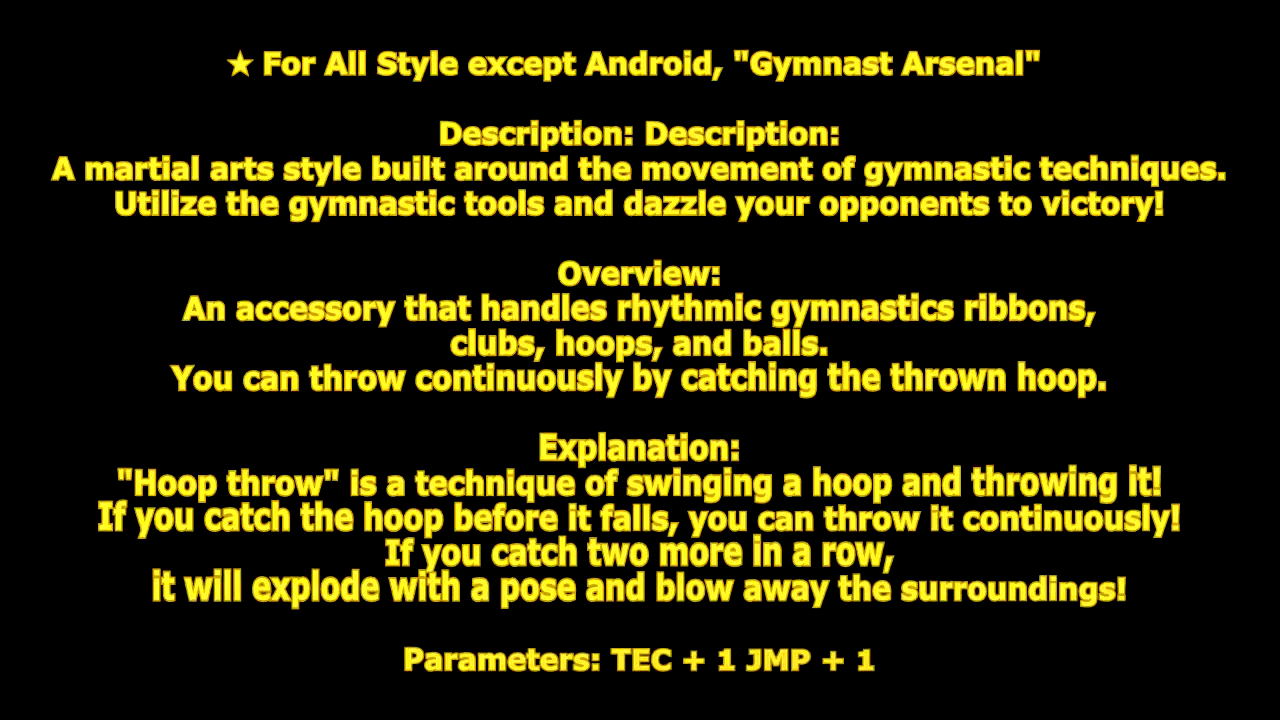 ★ For All Style except Android, "Gymnast Arsenal"
Description: Description:
A martial arts style built around the movement of gymnastic techniques.
Utilize the gymnastic tools and dazzle your opponents to victory!
Overview:
An accessory that handles rhythmic gymnastics ribbons,
clubs, hoops, and balls.
You can throw continuously by catching the thrown hoop.
Explanation:
"Hoop throw" is a technique of swinging a hoop and throwing it!
If you catch the hoop before it falls, you can throw it continuously!
If you catch two more in a row,
it will explode with a pose and blow away the surroundings!
Parameters: TEC + 1 JMP + 1